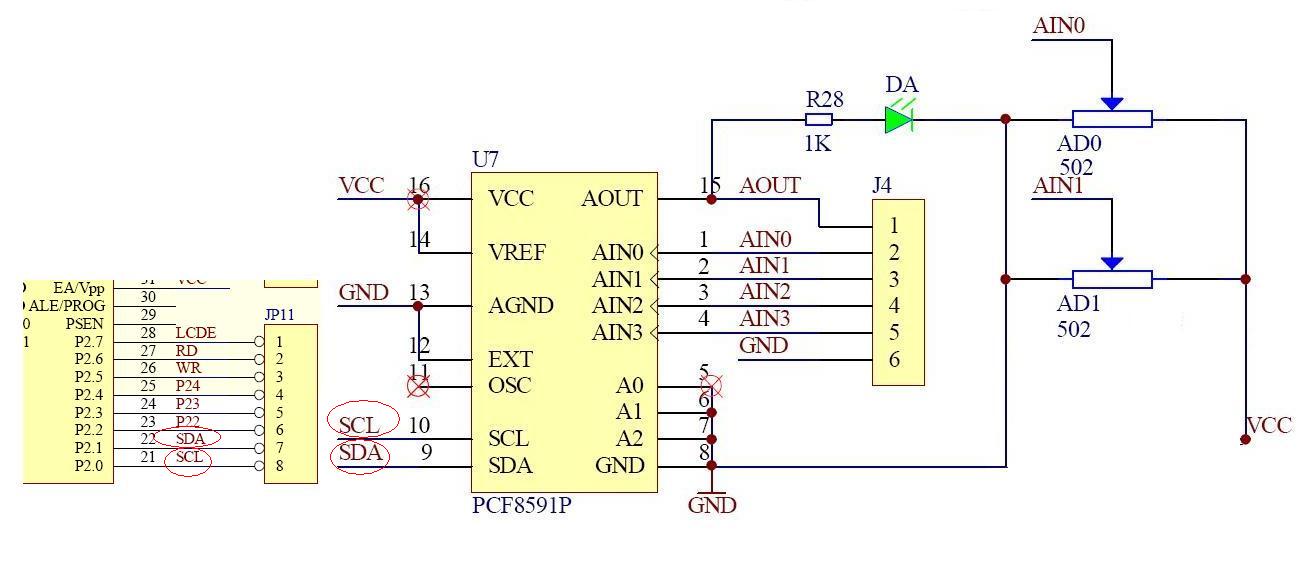 AIN0
DA
R28
1K
AD0
502
U7
VCC
16
VCC
AOUT
15
AOUT
J4
AIN1
1
14
VREF
AIN0
1
AIN0
2
AIN1
2
AIN1
3
GND
13
AGND
AIN2
3
AIN2
4
AD1
502
AIN3
4
AIN3
5
12
EXT
GND
6
11
OSC
A0
5
A1
6
SCL
10
SCL
A2
7
SDA
9
SDA
GND
8
VCC
PCF8591P
GND
EA/Vpp
31
VCC
ALE/PROG
30
PSEN
29
JP11
0
1
P2.7
28
LCDE
1
P2.6
27
RD
2
P2.5
26
WR
3
P2.4
25
P24
4
P2.3
24
P23
5
P2.2
23
P22
6
P2.1
22
SDA
7
P2.0
21
SCL
8